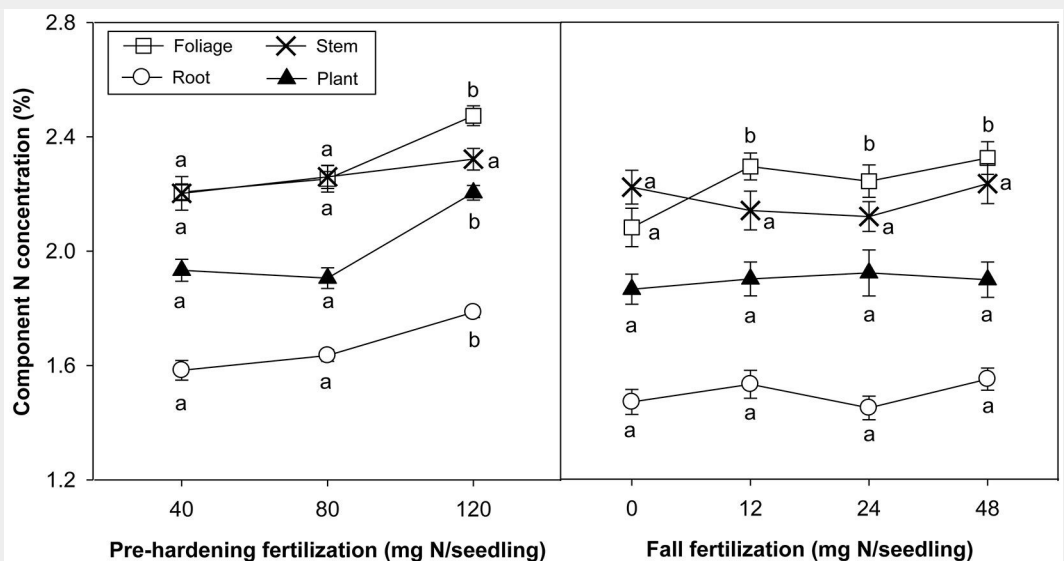 Component N concentration (%)
2.8
2.4
2.0
1.6
1.2
Foliage
Stem
Root
Plant
a
a
b
a
a
a
a
a
b
a
a
b
40
80
120
Pre-hardening fertilization (mg N/seedling)
b
b
b
a
a
a
a
a
a
a
a
a
a
a
a
a
0
12
24
48
Fall fertilization (mg N/seedling)